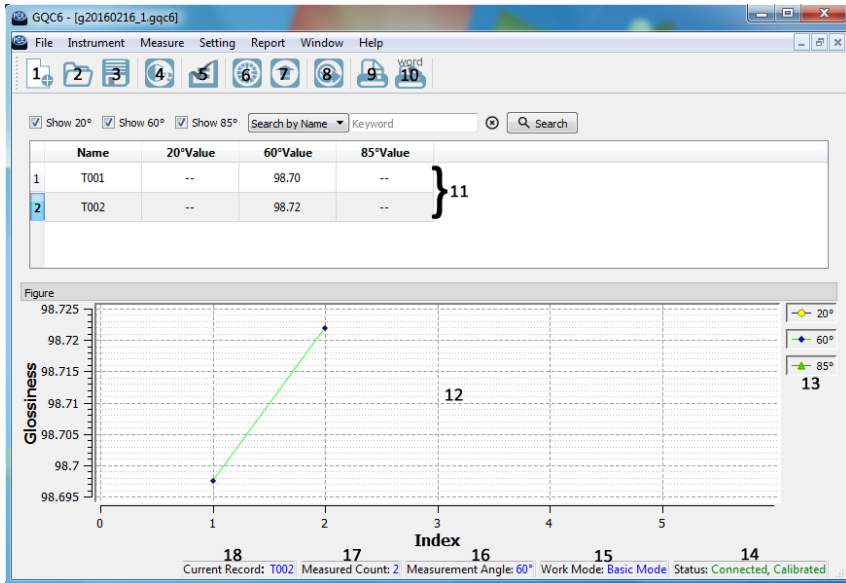 GQC6 - [g20160216_1.gqc6]
File Instrument Measure Setting Report Window Help
1 2 3 4 5 6 7 8 9 word 10
Show 20° Show 60° Show 85° Search by Name Keyword Search
Name 20°Value 60°Value 85°Value
1 T001 -- 98.70 --
11
2 T002 -- 98.72 --
Figure
98.725
98.72
98.715
98.71
98.705
98.7
98.695
Glossiness
12
20°
60°
85°
13
0 1 2 3 4 5
Index
18 17 16 15 14
Current Record: T002 Measured Count: 2 Measurement Angle: 60° Work Mode: Basic Mode Status: Connected, Calibrated